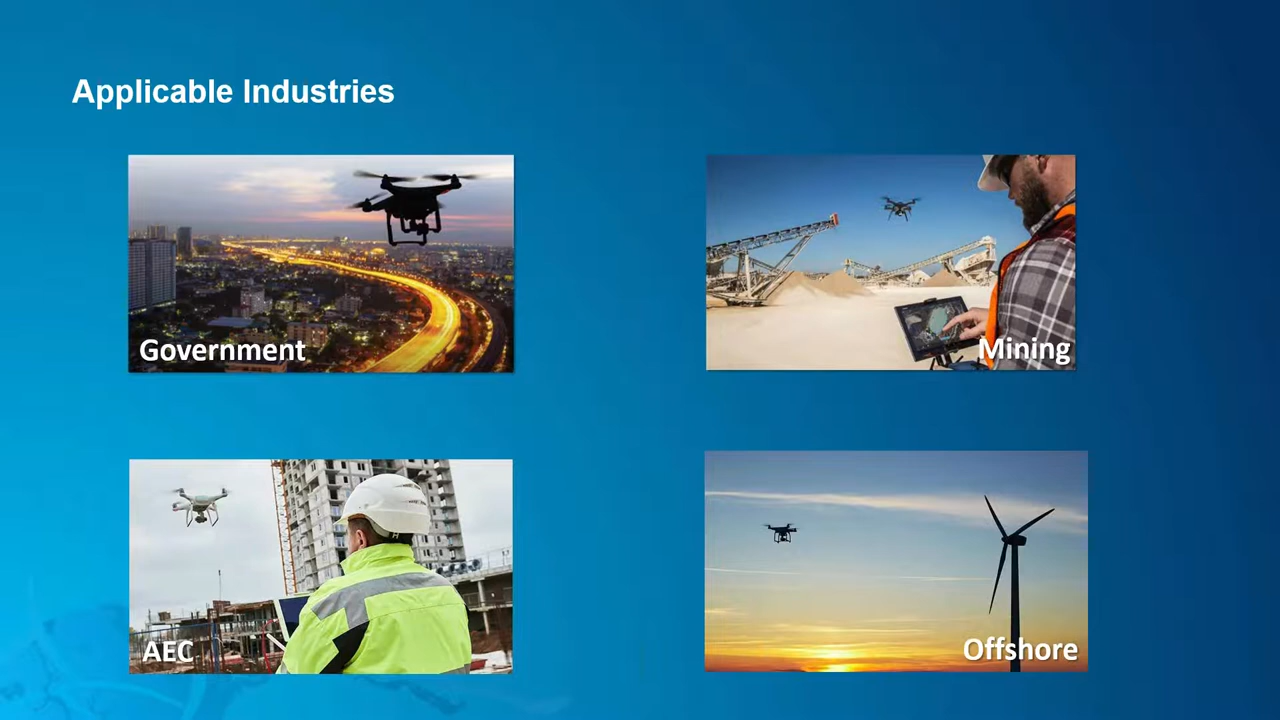 Applicable Industries
Government
Mining
AEC
Offshore